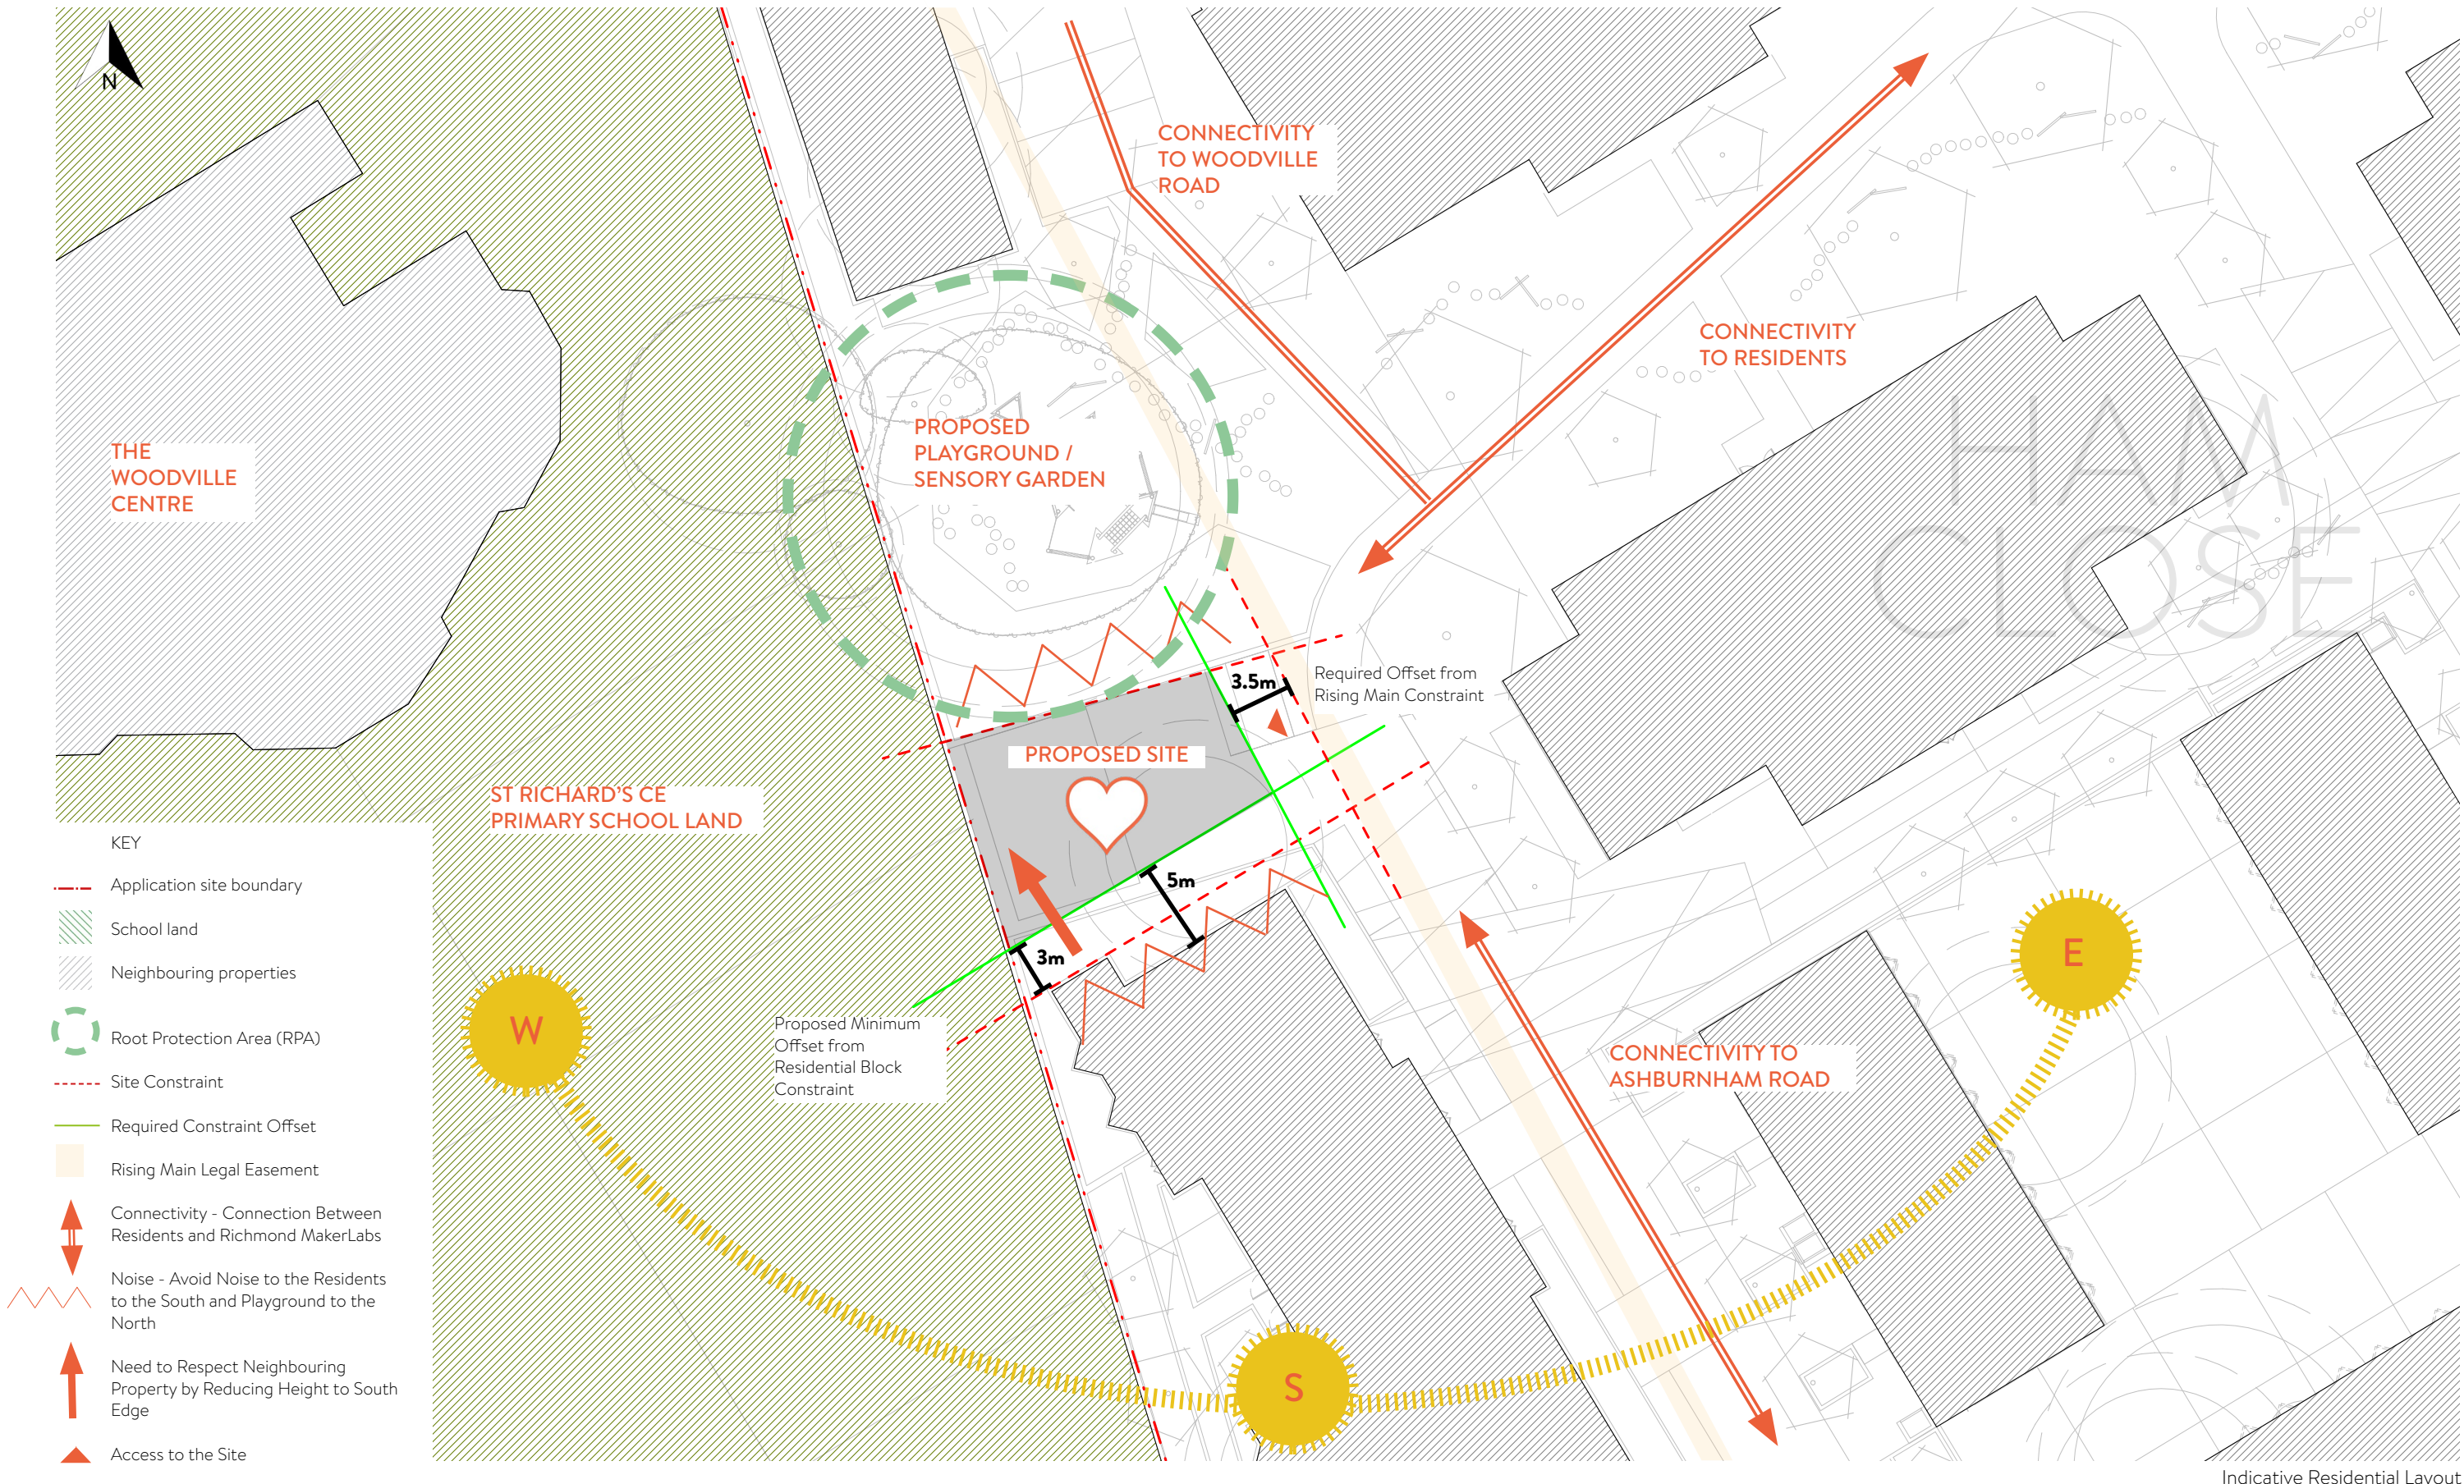 N
CONNECTIVITY
TO WOODVILLE
ROAD
CONNECTIVITY
TO RESIDENTS
HAM
CLOSE
THE
WOODVILLE
CENTRE
PROPOSED
PLAYGROUND /
SENSORY GARDEN
3.5m
Required Offset from
Rising Main Constraint
PROPOSED SITE
ST RICHARD'S CE
PRIMARY SCHOOL LAND
5m
3m
Proposed Minimum
Offset from
Residential Block
Constraint
W
E
S
CONNECTIVITY TO
ASHBURNHAM ROAD
KEY
Application site boundary
School land
Neighbouring properties
Root Protection Area (RPA)
Site Constraint
Required Constraint Offset
Rising Main Legal Easement
Connectivity - Connection Between
Residents and Richmond MakerLabs
Noise - Avoid Noise to the Residents
to the South and Playground to the
North
Need to Respect Neighbouring
Property by Reducing Height to South
Edge
Access to the Site
Indicative Residential Layout